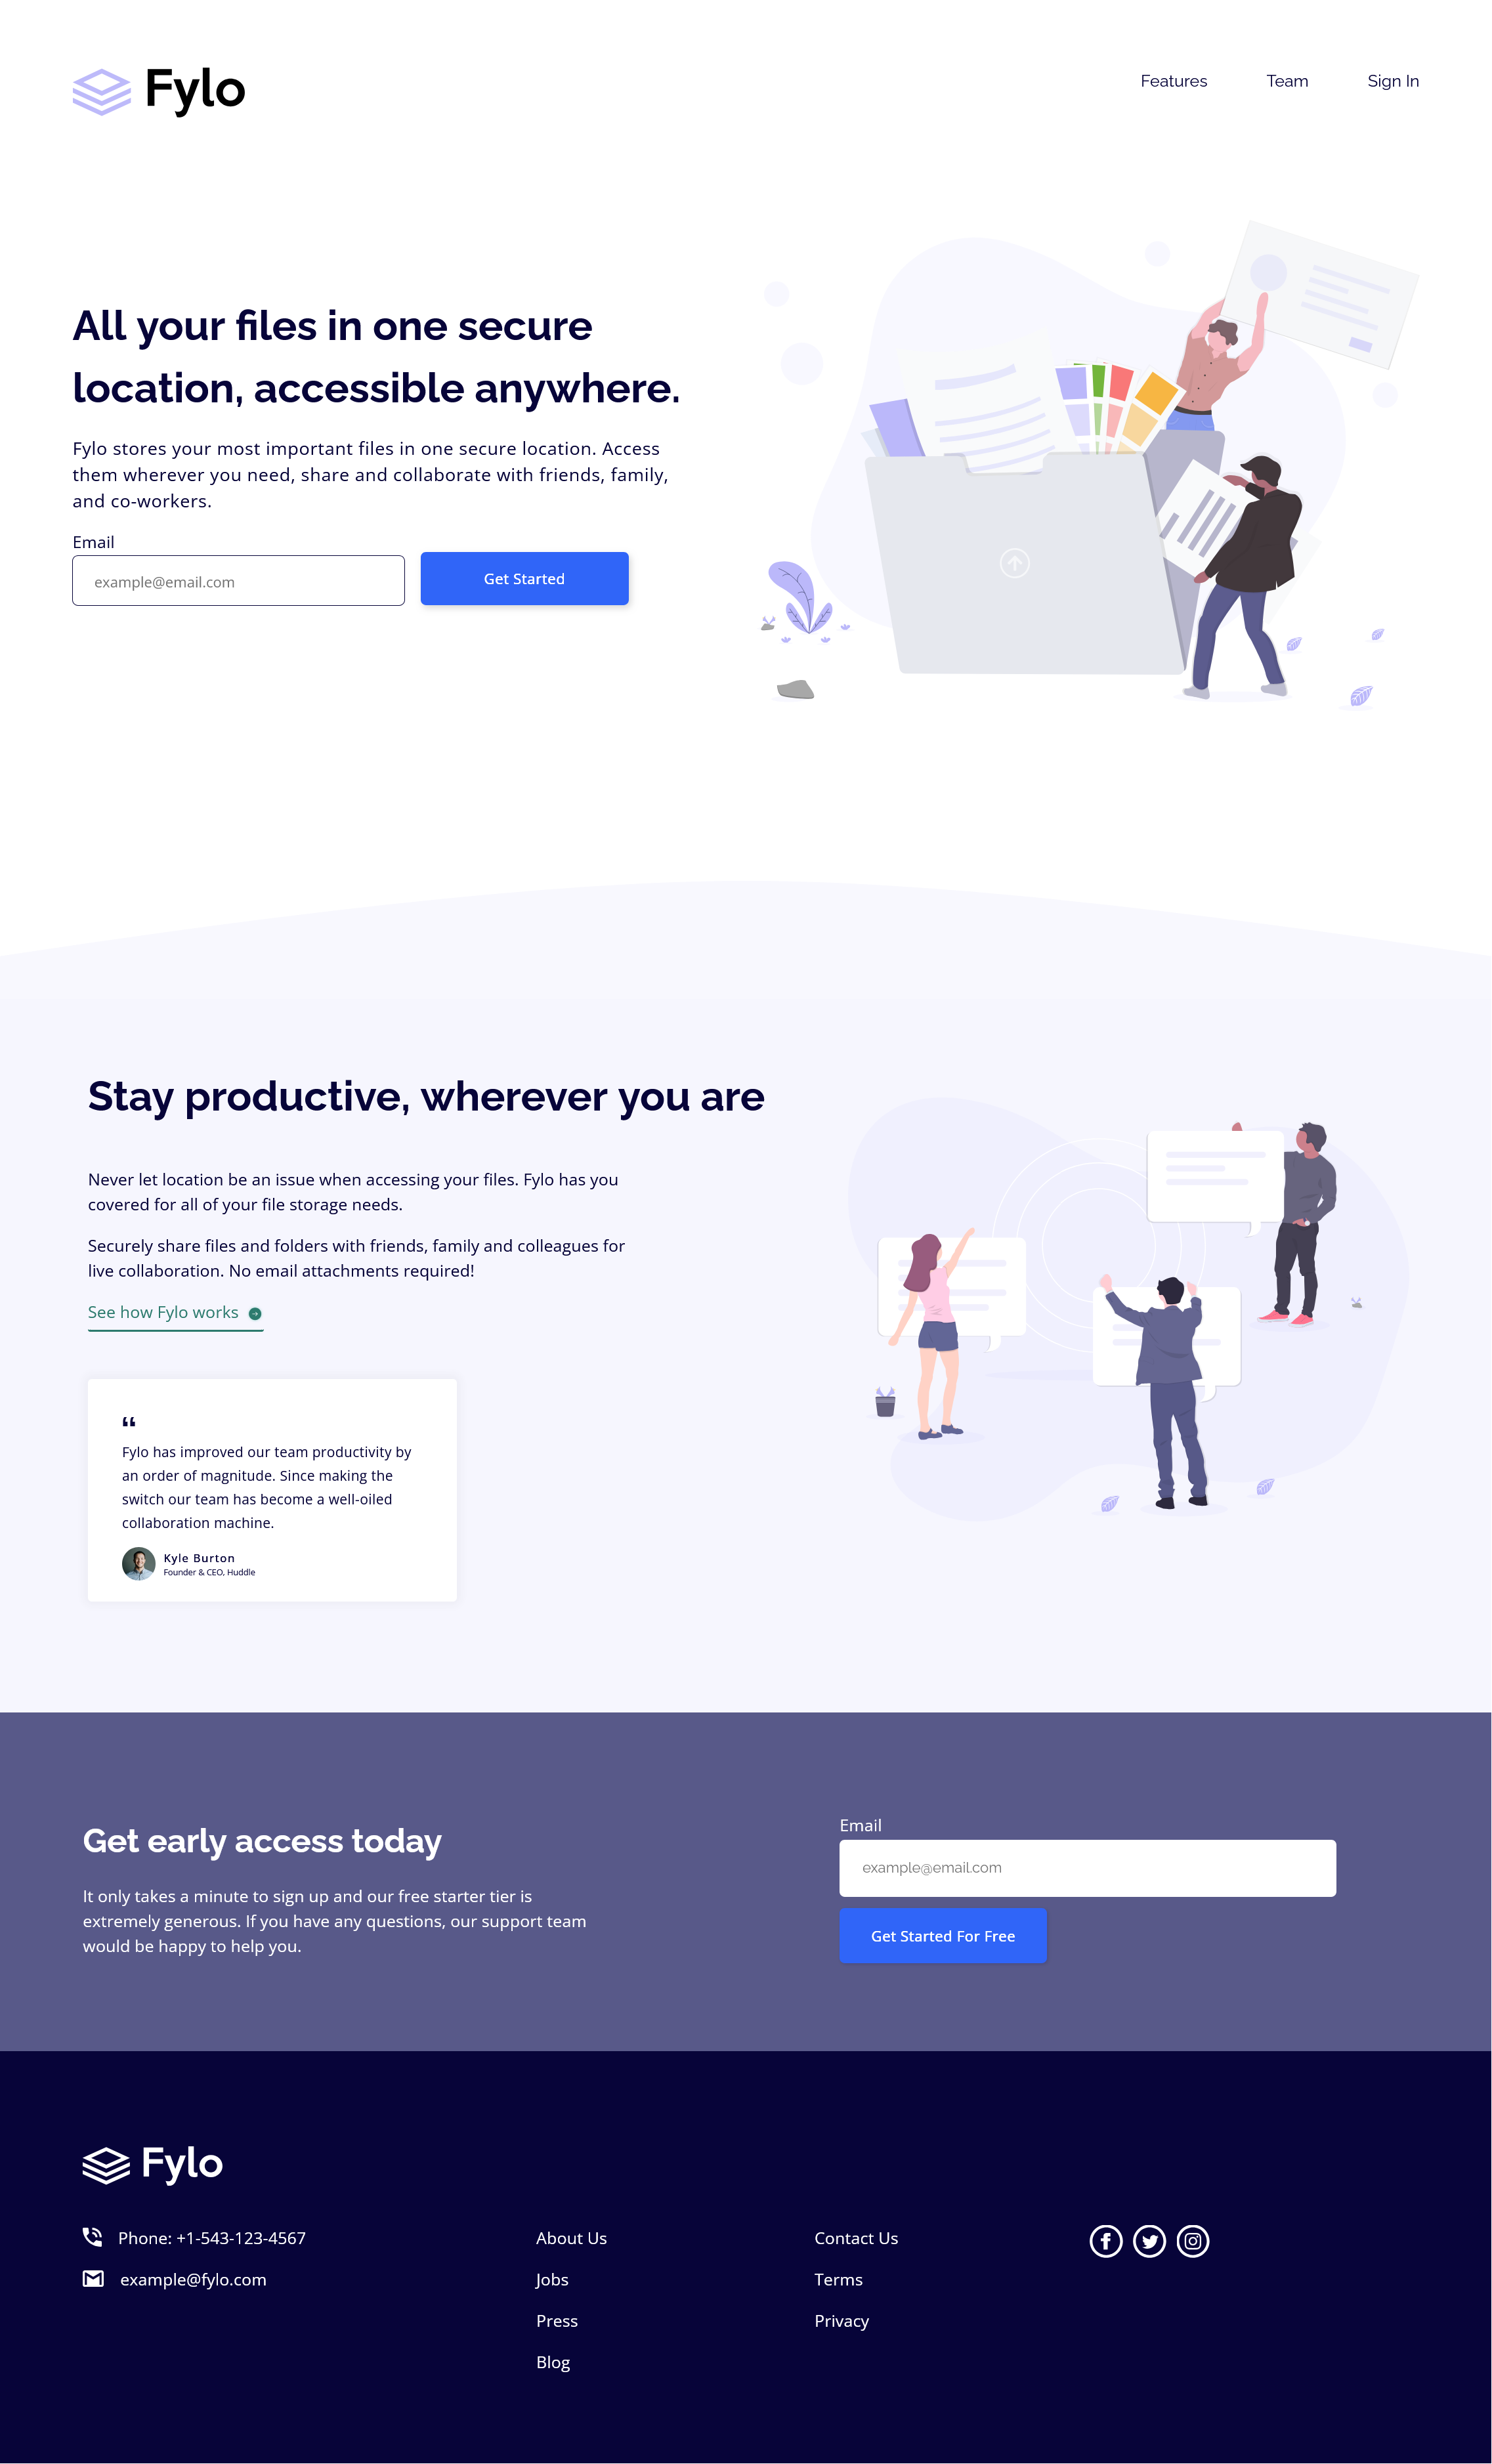 Fylo
Features
Team
Sign In
All your files in one secure
location, accessible anywhere.
Fylo stores your most important files in one secure location. Access
them wherever you need, share and collaborate with friends, family,
and co-workers.
Email
example@email.com
Get Started
Stay productive, wherever you are
Never let location be an issue when accessing your files. Fylo has you
covered for all of your file storage needs.
Securely share files and folders with friends, family and colleagues for
live collaboration. No email attachments required!
See how Fylo works
“
Fylo has improved our team productivity by
an order of magnitude. Since making the
switch our team has become a well-oiled
collaboration machine.
Kyle Burton
Founder & CEO, Huddle
Get early access today
It only takes a minute to sign up and our free starter tier is
extremely generous. If you have any questions, our support team
would be happy to help you.
Email
example@email.com
Get Started For Free
Fylo
Phone: +1-543-123-4567
example@fylo.com
About Us
Jobs
Press
Blog
Contact Us
Terms
Privacy